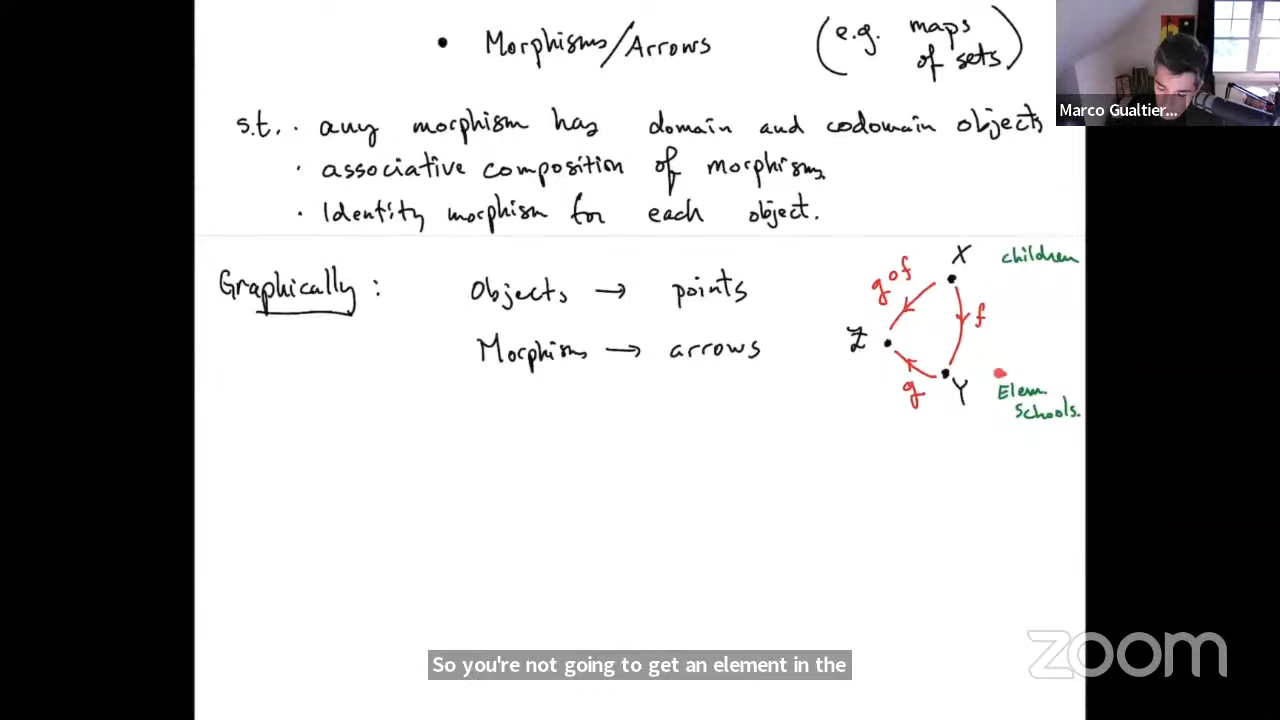 • Morphisms/Arrows (e.g. maps of sets)
Marco Gualtier...
s.t. · any morphism has domain and codomain objects
· associative composition of morphisms.
· Identity morphism for each object.
Graphically : Objects → points
Morphisms → arrows
X children
g∘f
f
Z
g
Y
Elem.
Schools.
So you're not going to get an element in the
zoom